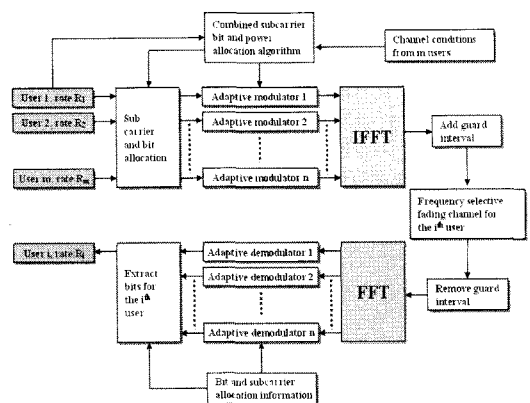 Combined subcarrier
bit and power
allocation algorithm
Channel conditions
from m users
User 1, rate R1
User 2, rate R2
User m, rate Rm
Sub
carrier
and bit
allocation
Adaptive modulator 1
Adaptive modulator 2
Adaptive modulator n
IFFT
Add guard
interval
Frequency selective
fading channel for
the ith user
Remove guard
interval
FFT
Adaptive demodulator 1
Adaptive demodulator 2
Adaptive demodulator n
Extract
bits for
the ith
user
User i, rate Ri
Bit and subcarrier
allocation information